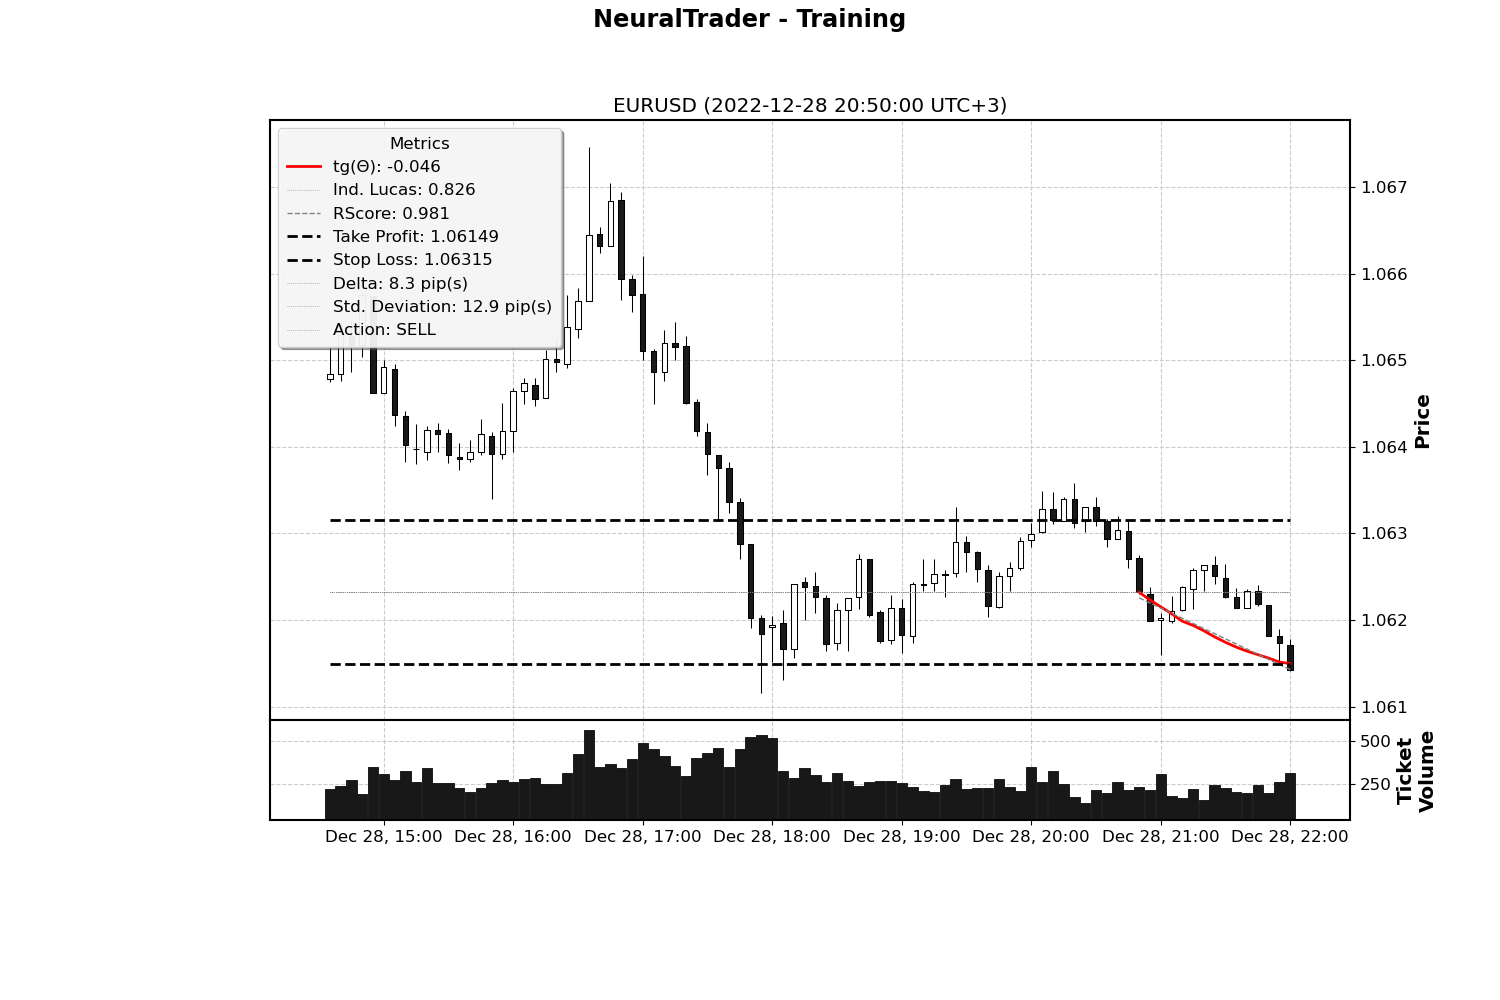 NeuralTrader - Training
EURUSD (2022-12-28 20:50:00 UTC+3)
Metrics
tg(Θ): -0.046
Ind. Lucas: 0.826
RScore: 0.981
Take Profit: 1.06149
Stop Loss: 1.06315
Delta: 8.3 pip(s)
Std. Deviation: 12.9 pip(s)
Action: SELL
1.067
1.066
1.065
1.064
1.063
1.062
1.061
Price
500
250
Ticket
Volume
Dec 28, 15:00
Dec 28, 16:00
Dec 28, 17:00
Dec 28, 18:00
Dec 28, 19:00
Dec 28, 20:00
Dec 28, 21:00
Dec 28, 22:00